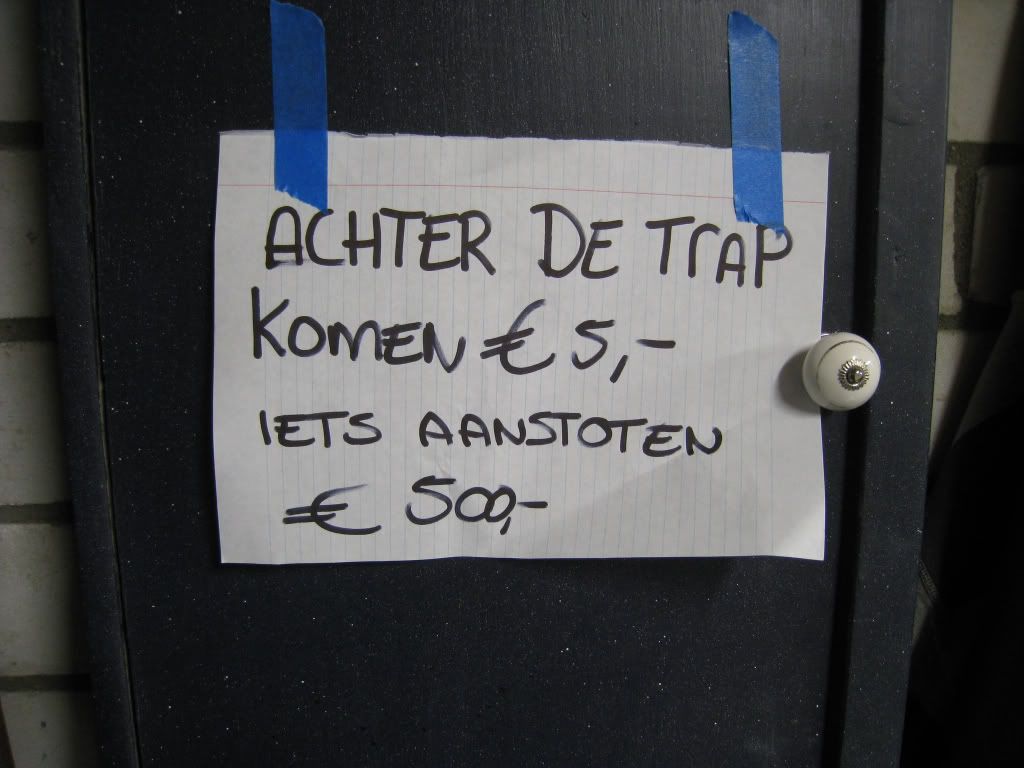 ACHTER DE TrAP
KOMEN € 5,-
IETS AANSTOTEN
€ 500,-